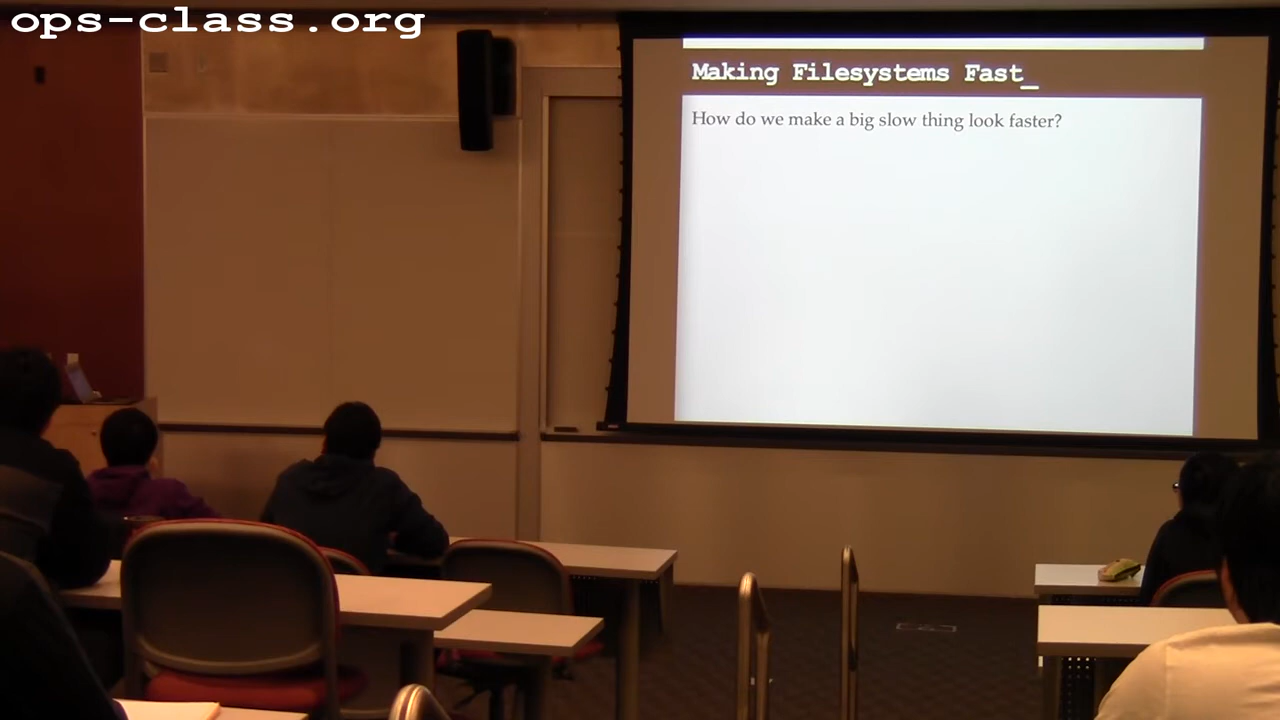 ops-class.org
Making Filesystems Fast_
How do we make a big slow thing look faster?